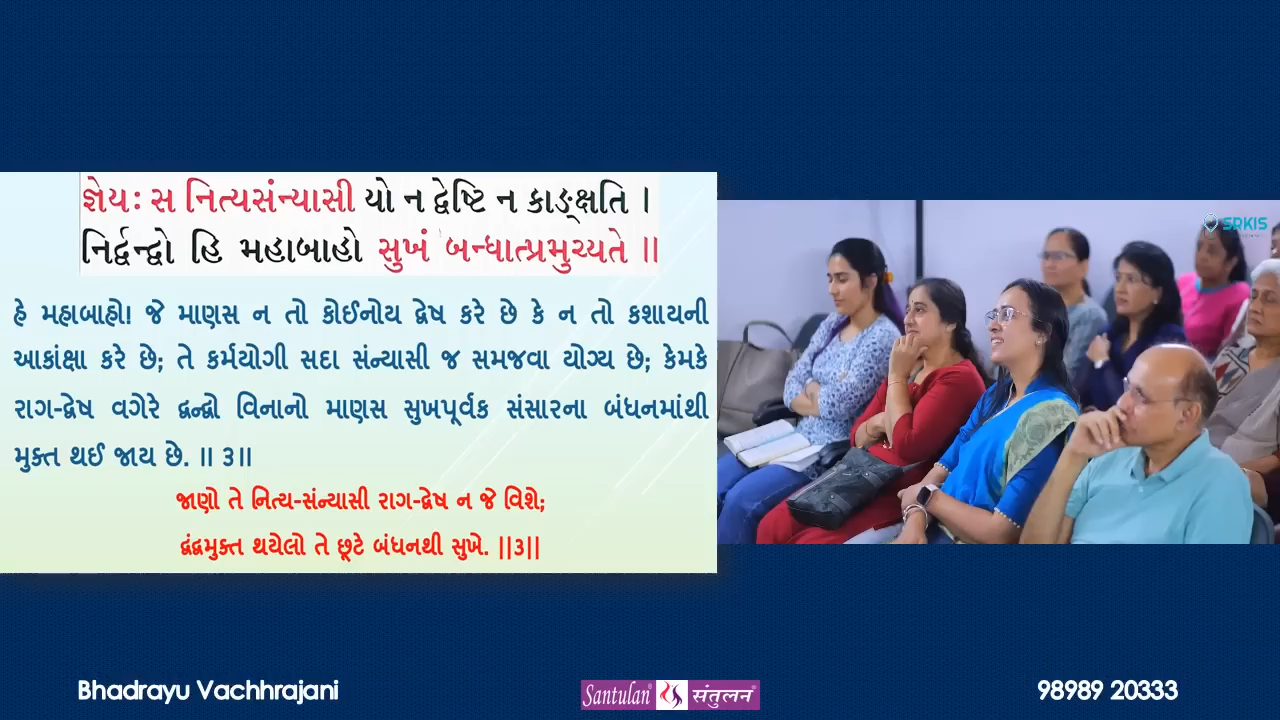 જ્ઞેયઃ સ નિત્યસંન્યાસી યો ન દ્વેષ્ટિ ન કાઙ્ક્ષતિ ।
નિર્દ્વન્દ્વો હિ મહાબાહો સુખં બન્ધાત્પ્રમુચ્યતે ।।
હે મહાબાહો! જે માણસ ન તો કોઈનોય દ્વેષ કરે છે કે ન તો કશાયની
આકાંક્ષા કરે છે; તે કર્મયોગી સદા સંન્યાસી જ સમજવા યોગ્ય છે; કેમકે
રાગ-દ્વેષ વગેરે દ્વન્દ્વો વિનાનો માણસ સુખપૂર્વક સંસારના બંધનમાંથી
મુક્ત થઈ જાય છે. ।। ૩।।
જાણો તે નિત્ય-સંન્યાસી રાગ-દ્વેષ ન જે વિશે;
દ્વંદ્વમુક્ત થયેલો તે છૂટે બંધનથી સુખે. ||૩||
SRKIS
Bhadrayu Vachhrajani
Santulan® संतुलन®
98989 20333